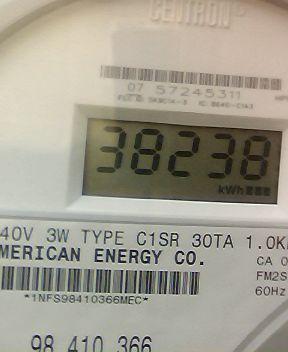 CENTRON
07 57245311
38238
kWh
40V 3W TYPE C1SR 30TA 1.0K
MERICAN ENERGY CO.
CA 0
FM2S
*1NFS98410366MEC*
60Hz
98 410 366